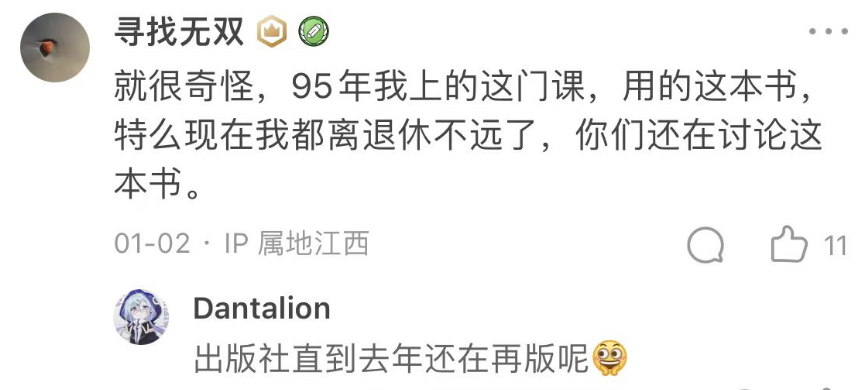 寻找无双
就很奇怪，95年我上的这门课，用的这本书，
特么现在我都离退休不远了，你们还在讨论这
本书。
01-02 · IP 属地江西
11
Dantalion
出版社直到去年还在再版呢